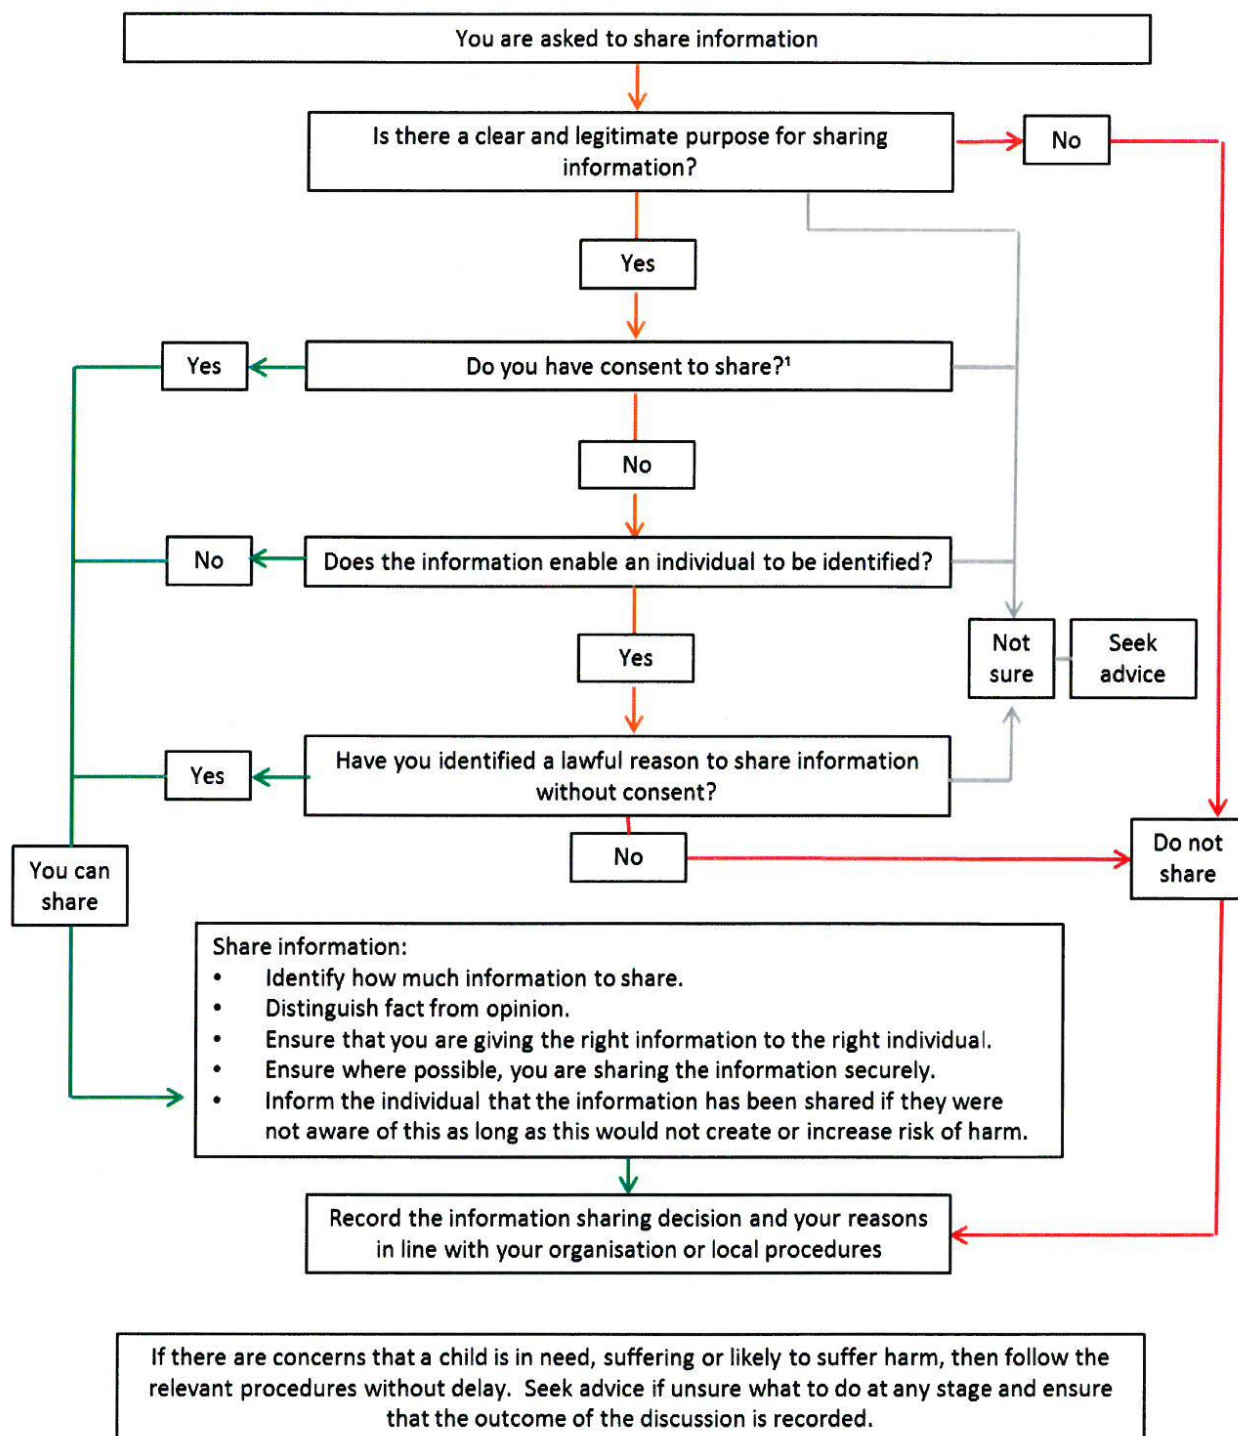 You are asked to share information
Is there a clear and legitimate purpose for sharing
information?
No
Yes
Yes
Do you have consent to share?¹
No
No
Does the information enable an individual to be identified?
Yes
Not
sure
Seek
advice
Yes
Have you identified a lawful reason to share information
without consent?
No
Do not
share
You can
share
Share information:
• Identify how much information to share.
• Distinguish fact from opinion.
• Ensure that you are giving the right information to the right individual.
• Ensure where possible, you are sharing the information securely.
• Inform the individual that the information has been shared if they were
not aware of this as long as this would not create or increase risk of harm.
Record the information sharing decision and your reasons
in line with your organisation or local procedures
If there are concerns that a child is in need, suffering or likely to suffer harm, then follow the
relevant procedures without delay. Seek advice if unsure what to do at any stage and ensure
that the outcome of the discussion is recorded.